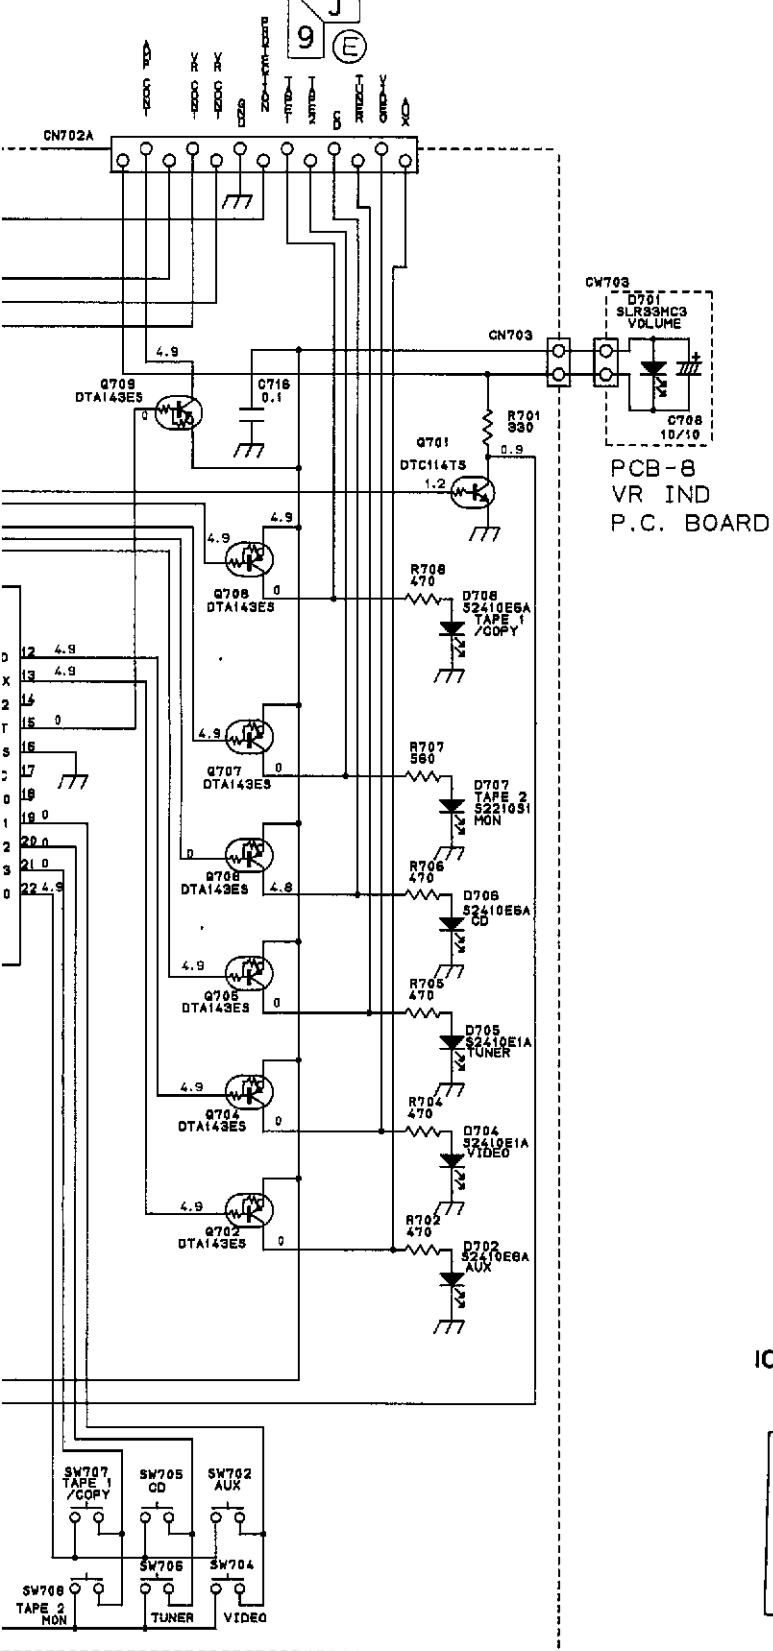 J
9
E
AMP CONT
VR CONT
VR CONT
GND
PROTECTION
TAPE1
TAPE2
CD
TUNER
VIDEO
AUX
CN702A
CW703
D701
SLR33MC3
VOLUME
CN703
4.9
Q709
DTA143ES
0
C716
0.1
R701
330
Q701
DTC114TS
0.9
1.2
C708
10/10
PCB-8
VR IND
P.C. BOARD
4.9
4.9
Q708
DTA143ES
0
R708
470
D708
S2410E6A
TAPE 1
/COPY
12 4.9
13 4.9
14
15 0
16
17
18
19 0
20 0
21 0
22 4.9
4.9
Q707
DTA143ES
0
R707
560
D707
TAPE 2
S2210S1
MON
0
Q706
DTA143ES
4.8
R706
470
D706
S2410E6A
CD
4.9
Q705
DTA143ES
0
R705
470
D705
S2410E1A
TUNER
4.9
Q704
DTA143ES
0
R704
470
D704
S2410E1A
VIDEO
4.9
Q702
DTA143ES
0
R702
470
D702
S2410E6A
AUX
IC
SW707
TAPE 1
/COPY
SW705
CD
SW702
AUX
SW708
TAPE 2
MON
SW706
TUNER
SW704
VIDEO